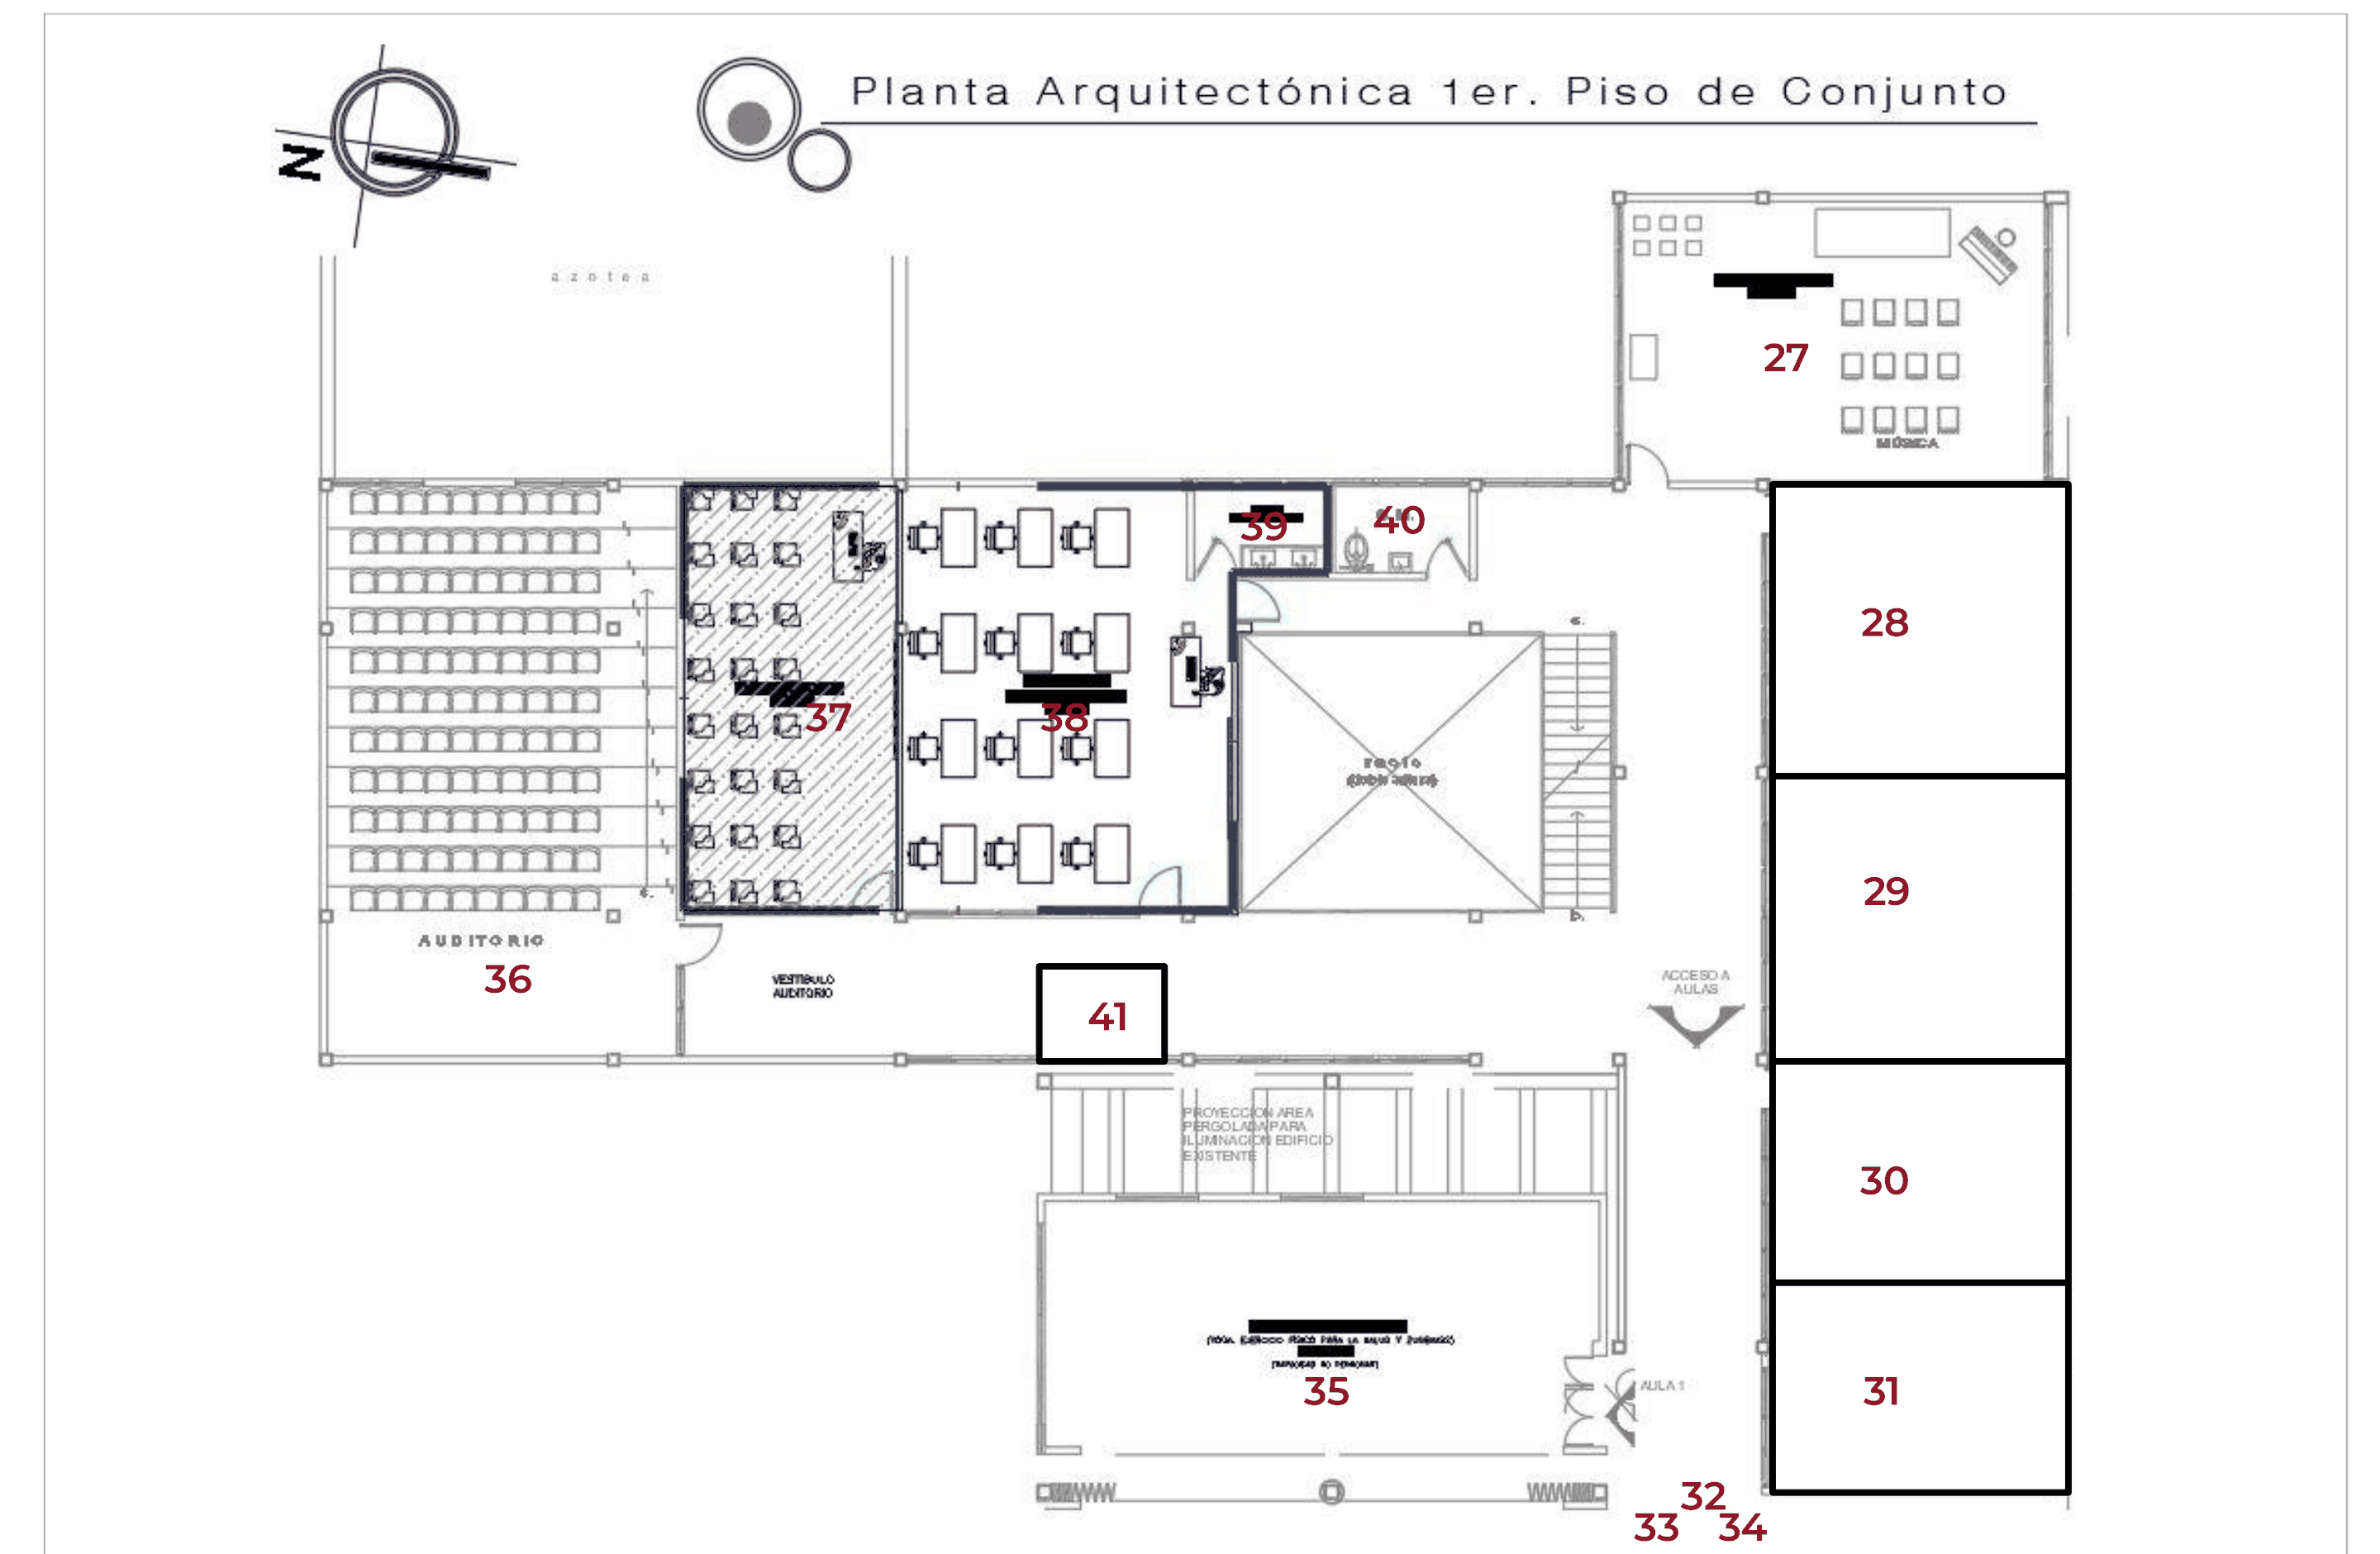 Planta Arquitectónica 1er. Piso de Conjunto
N
azotea
27
MÚSICA
39
40
28
37
38
29
s.
b.
AUDITORIO
36
VESTIBULO
AUDITORIO
41
ACCESO A
AULAS
PROYECCION AREA
PERGOLADA PARA
ILUMINACION EDIFICIO
EXISTENTE
30
35
AULA 1
31
32
33 34